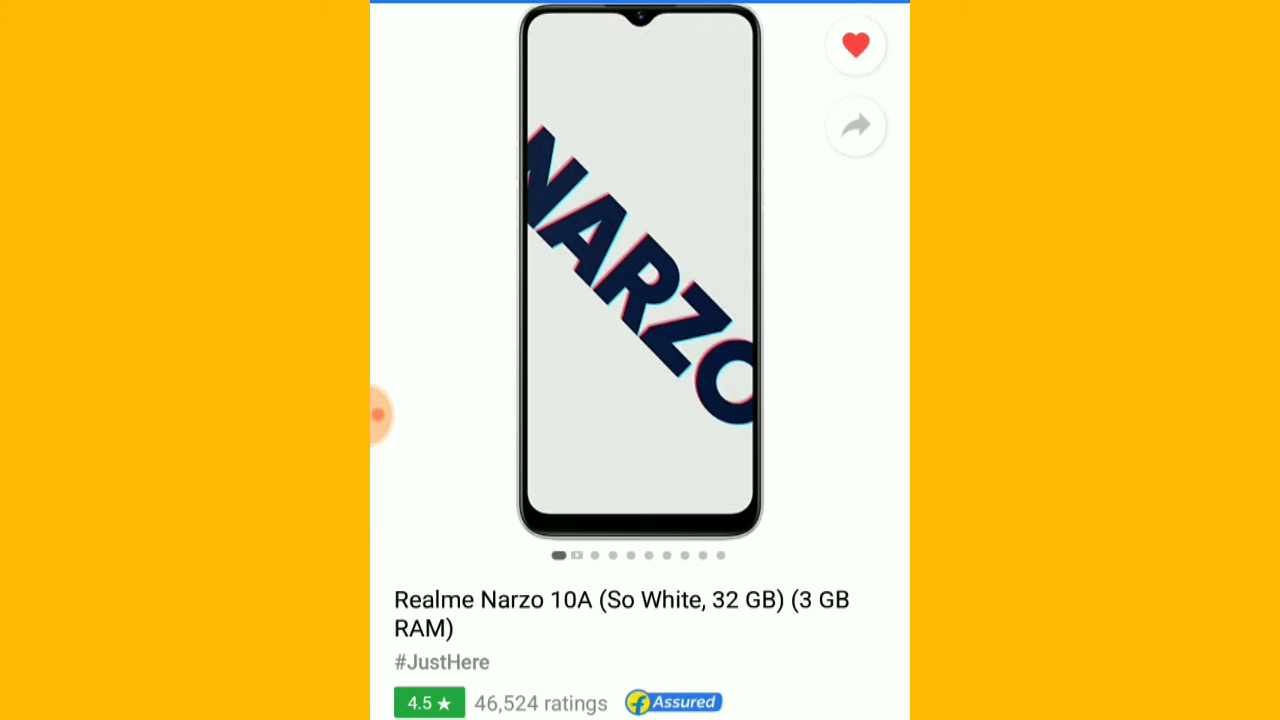 NARZO
Realme Narzo 10A (So White, 32 GB) (3 GB
RAM)
#JustHere
4.5 ★ 46,524 ratings f Assured